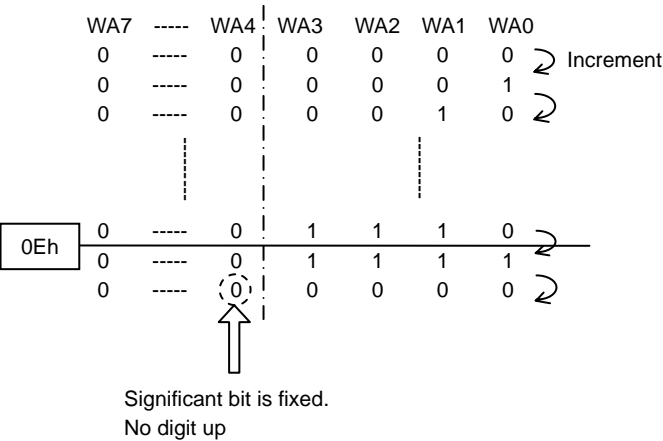 WA7 ----- WA4 WA3 WA2 WA1 WA0
0 ----- 0 0 0 0 0 Increment
0 ----- 0 0 0 0 1
0 ----- 0 0 0 1 0
0Eh 0 ----- 0 1 1 1 0
0 ----- 0 1 1 1 1
0 ----- 0 0 0 0 0
Significant bit is fixed.
No digit up